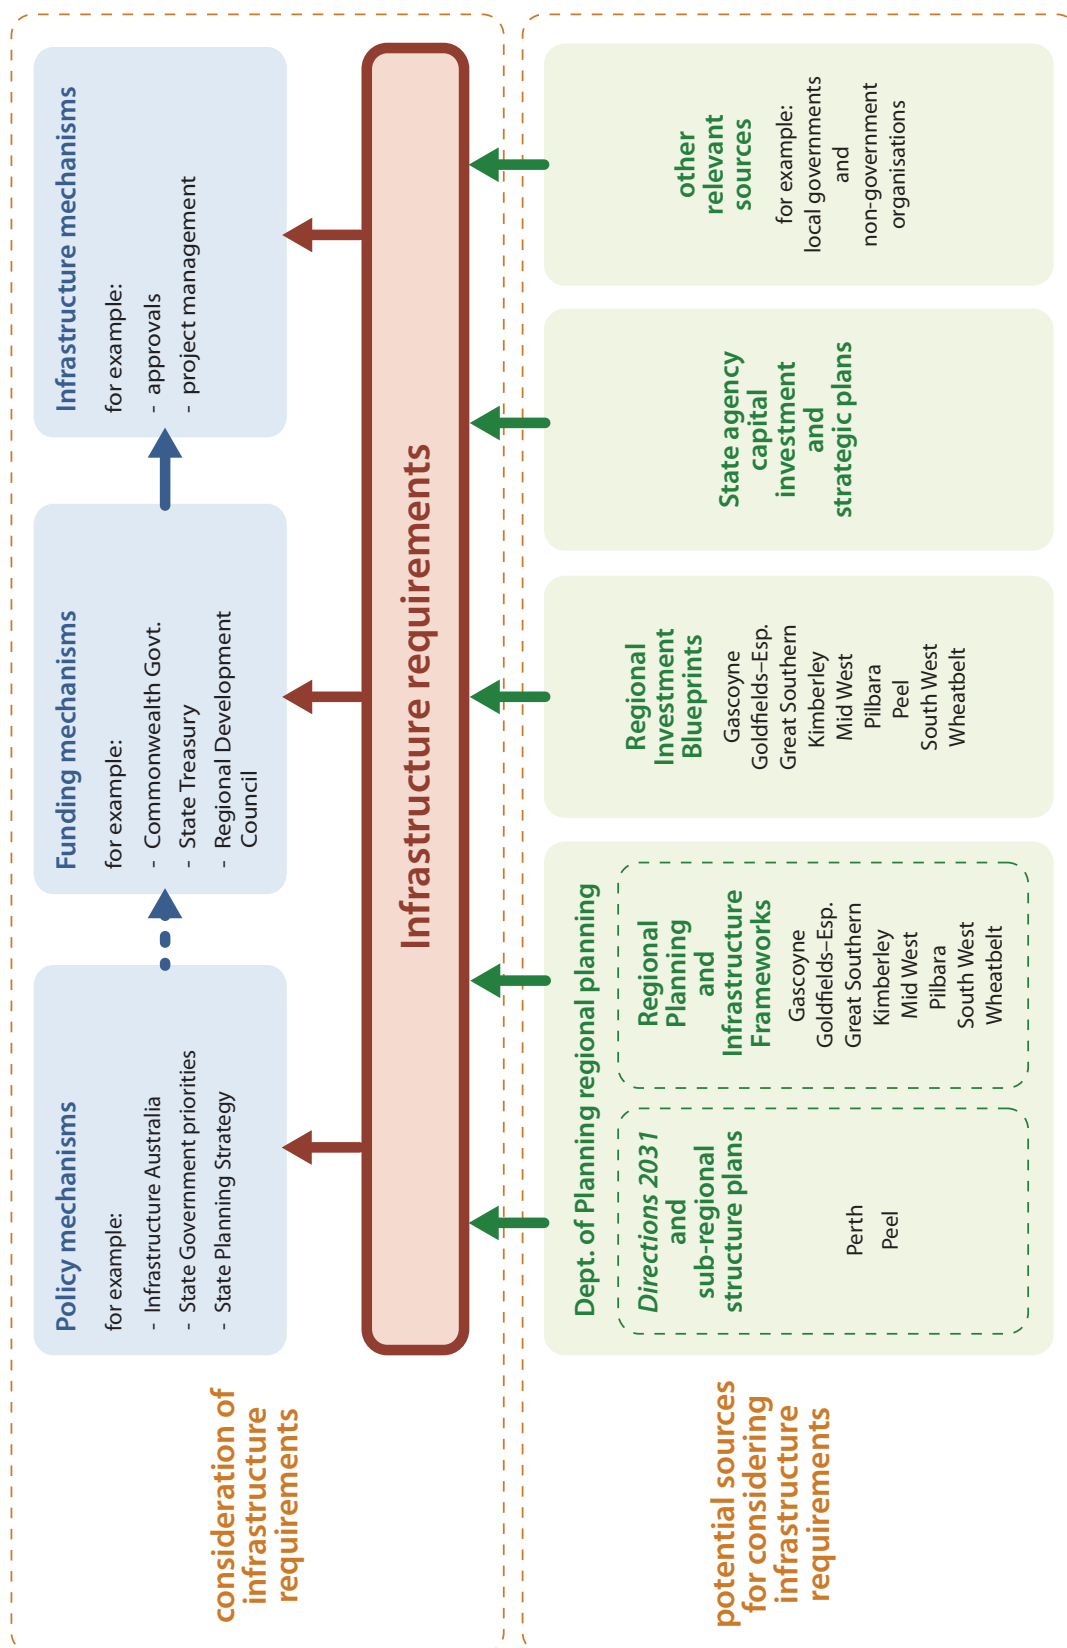 consideration of
infrastructure
requirements
Policy mechanisms
for example:
- Infrastructure Australia
- State Government priorities
- State Planning Strategy
Funding mechanisms
for example:
- Commonwealth Govt.
- State Treasury
- Regional Development
Council
Infrastructure mechanisms
for example:
- approvals
- project management
Infrastructure requirements
potential sources
for considering
infrastructure
requirements
Dept. of Planning regional planning
Directions 2031
and
sub-regional
structure plans
Perth
Peel
Regional
Planning
and
Infrastructure
Frameworks
Gascoyne
Goldfields–Esp.
Great Southern
Kimberley
Mid West
Pilbara
South West
Wheatbelt
Regional
Investment
Blueprints
Gascoyne
Goldfields–Esp.
Great Southern
Kimberley
Mid West
Pilbara
Peel
South West
Wheatbelt
State agency
capital
investment
and
strategic plans
other
relevant
sources
for example:
local governments
and
non-government
organisations